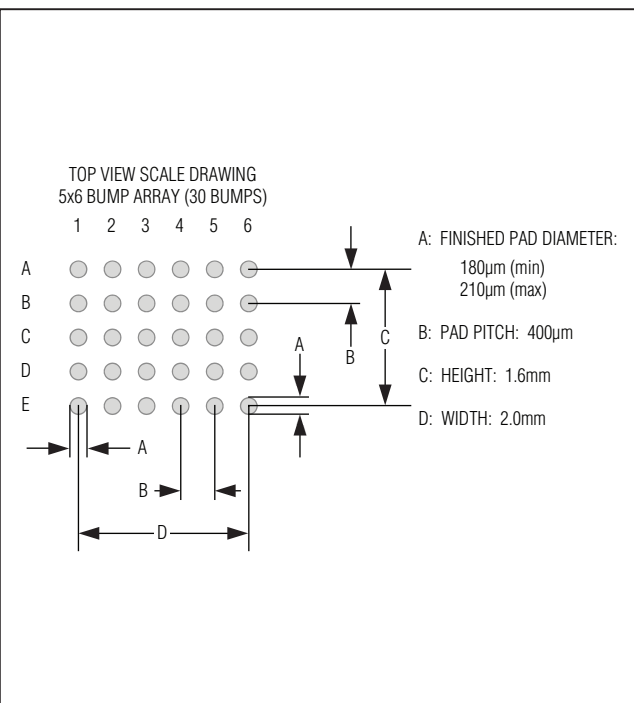 TOP VIEW SCALE DRAWING
5x6 BUMP ARRAY (30 BUMPS)
1 2 3 4 5 6
A
B
C
D
E
A
B
C
A
B
D
A: FINISHED PAD DIAMETER:
180µm (min)
210µm (max)
B: PAD PITCH: 400µm
C: HEIGHT: 1.6mm
D: WIDTH: 2.0mm